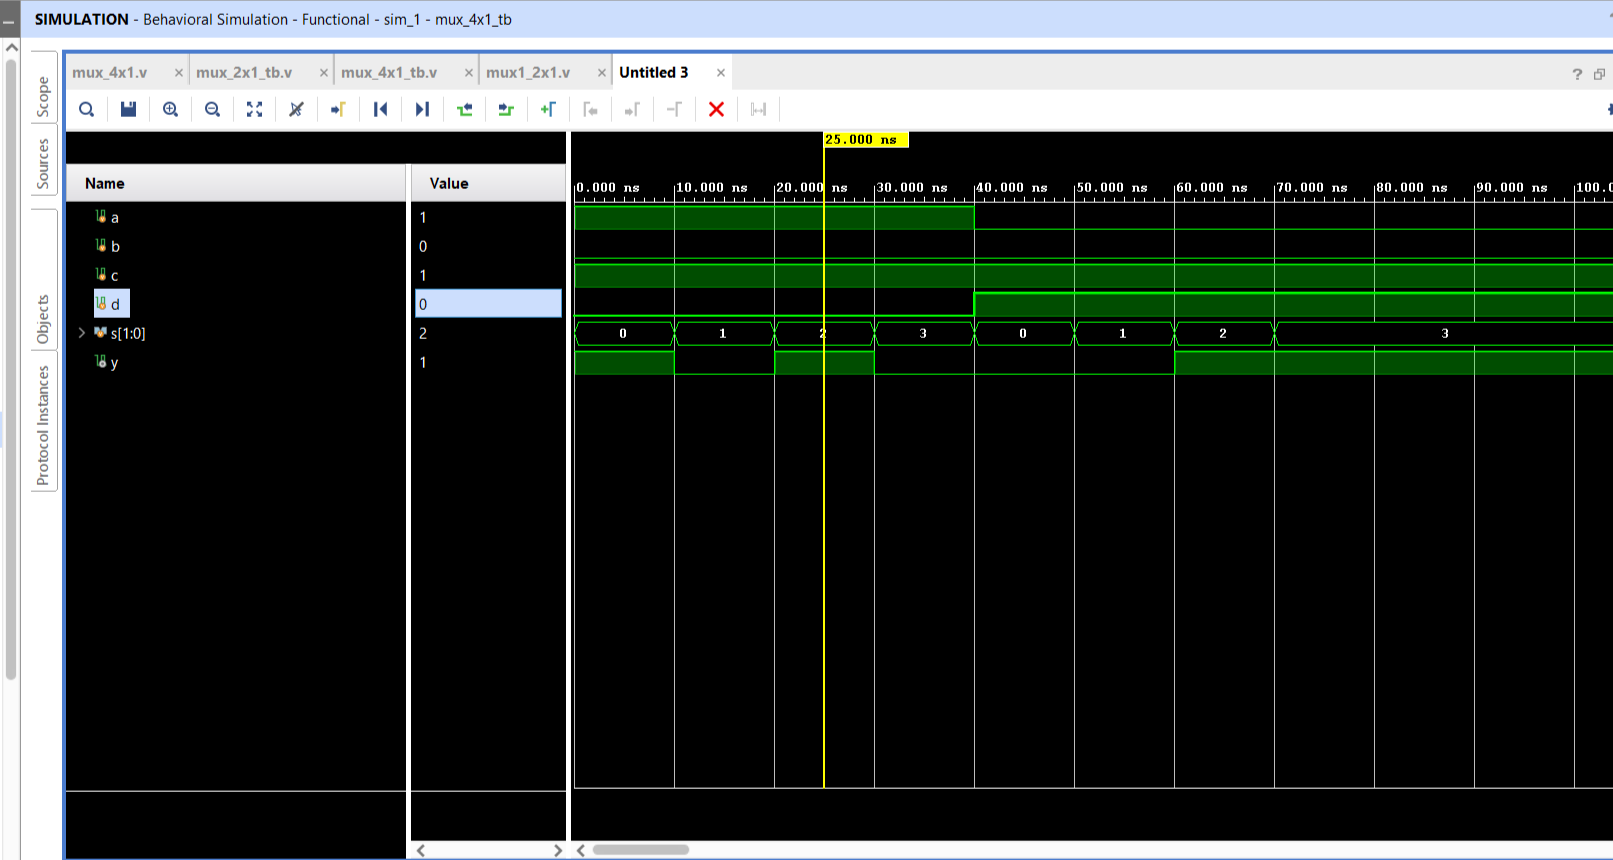 SIMULATION - Behavioral Simulation - Functional - sim_1 - mux_4x1_tb
Scope
Sources
Objects
Protocol Instances
mux_4x1.v × mux_2x1_tb.v × mux_4x1_tb.v × mux1_2x1.v × Untitled 3 ×
?
25.000 ns
Name Value
0.000 ns 10.000 ns 20.000 ns 30.000 ns 40.000 ns 50.000 ns 60.000 ns 70.000 ns 80.000 ns 90.000 ns 100.0
a 1
b 0
c 1
d 0
s[1:0] 2 0 1 2 3 0 1 2 3
y 1